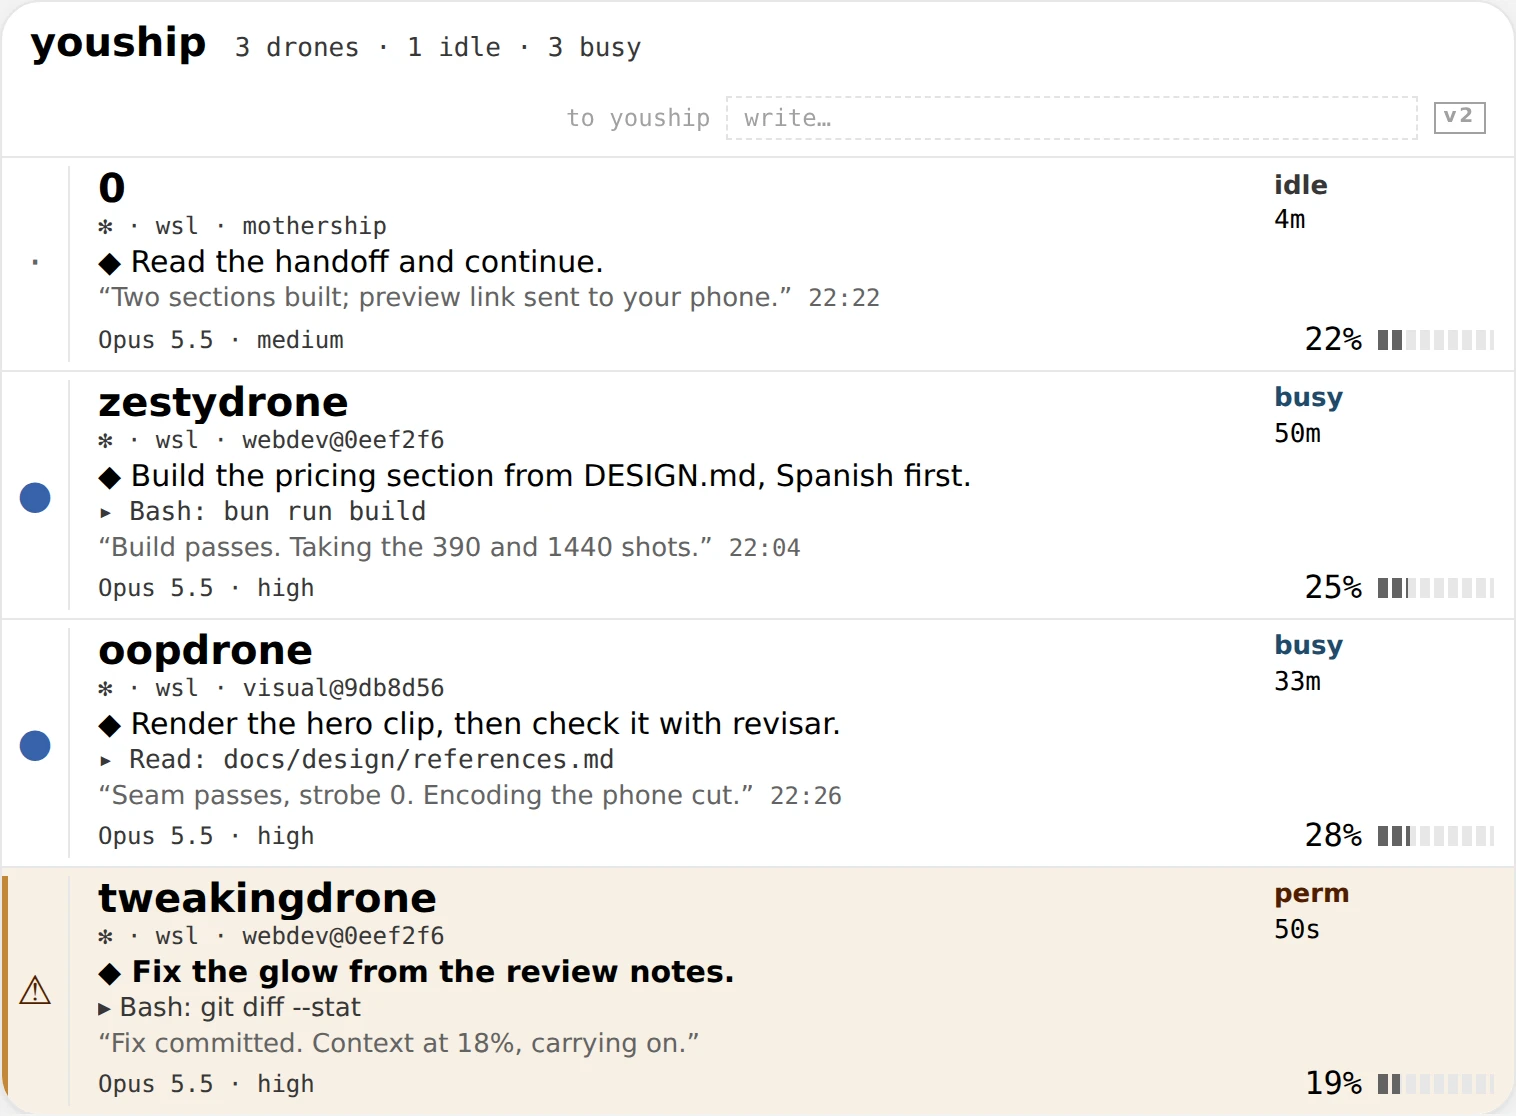 youship 3 drones · 1 idle · 3 busy
to youship write… v2
0
✻ · wsl · mothership
◆ Read the handoff and continue.
“Two sections built; preview link sent to your phone.” 22:22
Opus 5.5 · medium
idle
4m
22%
zestydrone
✻ · wsl · webdev@0eef2f6
◆ Build the pricing section from DESIGN.md, Spanish first.
▸ Bash: bun run build
“Build passes. Taking the 390 and 1440 shots.” 22:04
Opus 5.5 · high
busy
50m
25%
oopdrone
✻ · wsl · visual@9db8d56
◆ Render the hero clip, then check it with revisar.
▸ Read: docs/design/references.md
“Seam passes, strobe 0. Encoding the phone cut.” 22:26
Opus 5.5 · high
busy
33m
28%
tweakingdrone
✻ · wsl · webdev@0eef2f6
◆ Fix the glow from the review notes.
▸ Bash: git diff --stat
“Fix committed. Context at 18%, carrying on.”
Opus 5.5 · high
perm
50s
19%